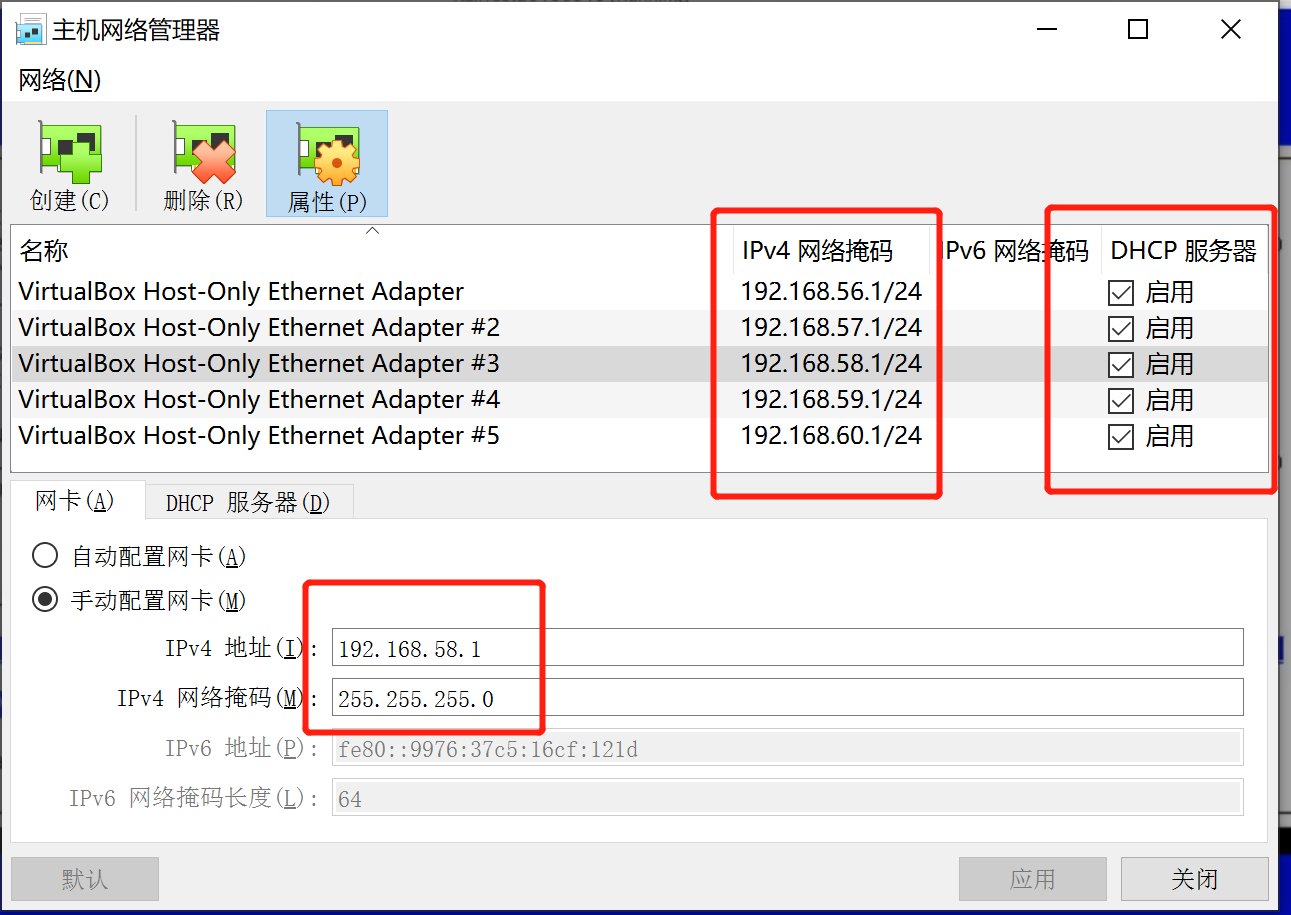 主机网络管理器
网络(N)
创建(C) 删除(R) 属性(P)
名称 IPv4 网络掩码 IPv6 网络掩码 DHCP 服务器
VirtualBox Host-Only Ethernet Adapter 192.168.56.1/24 启用
VirtualBox Host-Only Ethernet Adapter #2 192.168.57.1/24 启用
VirtualBox Host-Only Ethernet Adapter #3 192.168.58.1/24 启用
VirtualBox Host-Only Ethernet Adapter #4 192.168.59.1/24 启用
VirtualBox Host-Only Ethernet Adapter #5 192.168.60.1/24 启用
网卡(A) DHCP 服务器(D)
自动配置网卡(A)
手动配置网卡(M)
IPv4 地址(I): 192.168.58.1
IPv4 网络掩码(M): 255.255.255.0
IPv6 地址(P): fe80::9976:37c5:16cf:121d
IPv6 网络掩码长度(L): 64
默认 应用 关闭